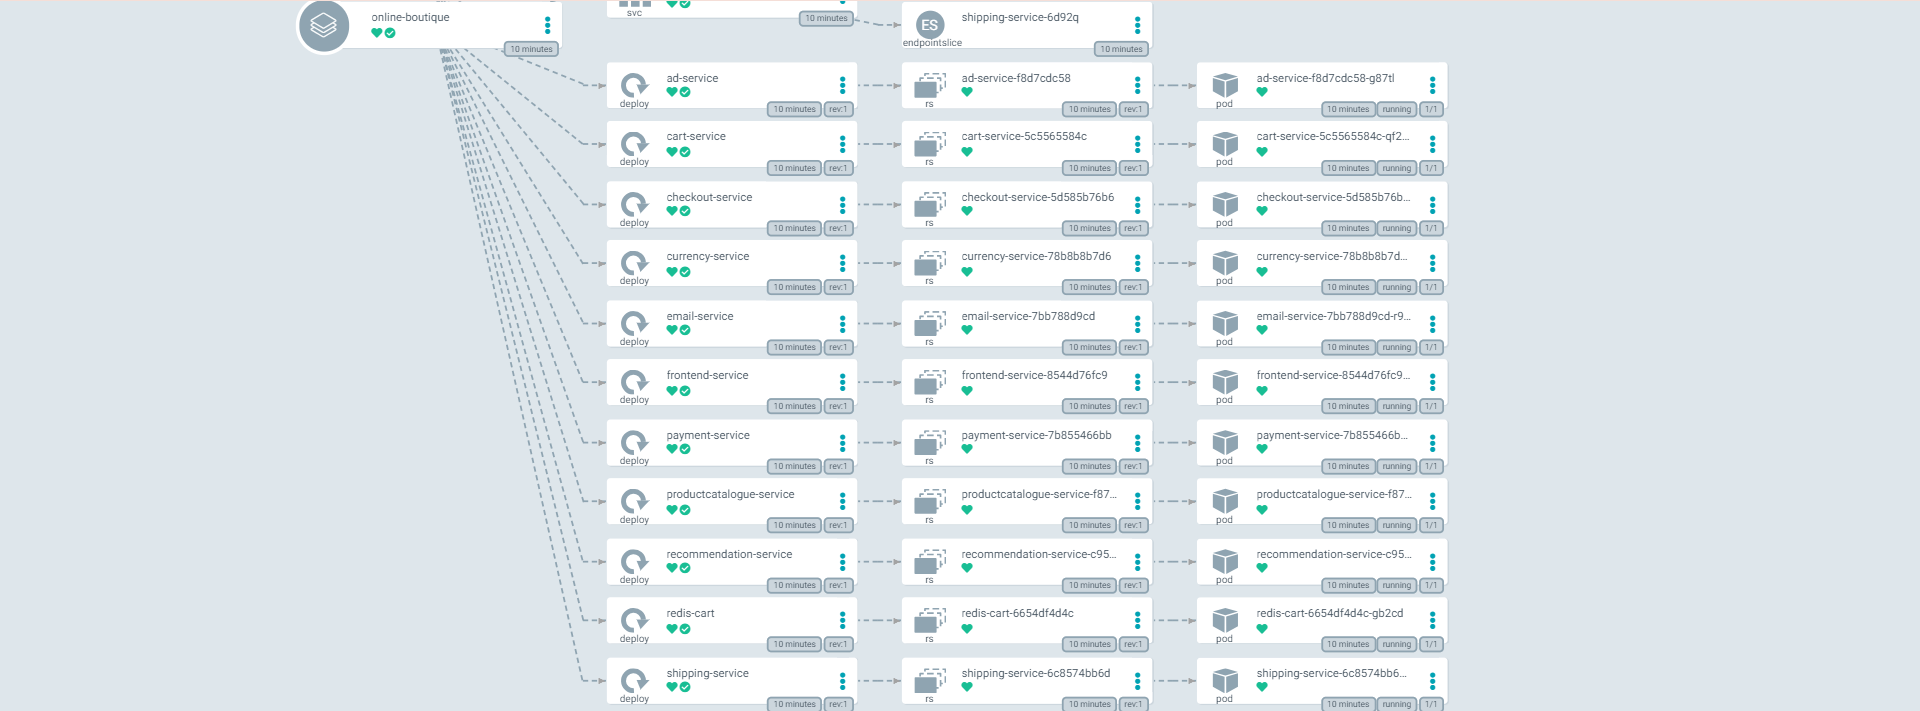 online-boutique
10 minutes
svc
10 minutes
ES
endpointslice
shipping-service-6d92q
10 minutes
deploy
ad-service
10 minutes rev:1
rs
ad-service-f8d7cdc58
10 minutes rev:1
pod
ad-service-f8d7cdc58-g87tl
10 minutes running 1/1
deploy
cart-service
10 minutes rev:1
rs
cart-service-5c5565584c
10 minutes rev:1
pod
cart-service-5c5565584c-qf2...
10 minutes running 1/1
deploy
checkout-service
10 minutes rev:1
rs
checkout-service-5d585b76b6
10 minutes rev:1
pod
checkout-service-5d585b76b...
10 minutes running 1/1
deploy
currency-service
10 minutes rev:1
rs
currency-service-78b8b8b7d6
10 minutes rev:1
pod
currency-service-78b8b8b7d...
10 minutes running 1/1
deploy
email-service
10 minutes rev:1
rs
email-service-7bb788d9cd
10 minutes rev:1
pod
email-service-7bb788d9cd-r9...
10 minutes running 1/1
deploy
frontend-service
10 minutes rev:1
rs
frontend-service-8544d76fc9
10 minutes rev:1
pod
frontend-service-8544d76fc9...
10 minutes running 1/1
deploy
payment-service
10 minutes rev:1
rs
payment-service-7b855466bb
10 minutes rev:1
pod
payment-service-7b855466b...
10 minutes running 1/1
deploy
productcatalogue-service
10 minutes rev:1
rs
productcatalogue-service-f87...
10 minutes rev:1
pod
productcatalogue-service-f87...
10 minutes running 1/1
deploy
recommendation-service
10 minutes rev:1
rs
recommendation-service-c95...
10 minutes rev:1
pod
recommendation-service-c95...
10 minutes running 1/1
deploy
redis-cart
10 minutes rev:1
rs
redis-cart-6654df4d4c
10 minutes rev:1
pod
redis-cart-6654df4d4c-gb2cd
10 minutes running 1/1
deploy
shipping-service
10 minutes rev:1
rs
shipping-service-6c8574bb6d
10 minutes rev:1
pod
shipping-service-6c8574bb6...
10 minutes running 1/1